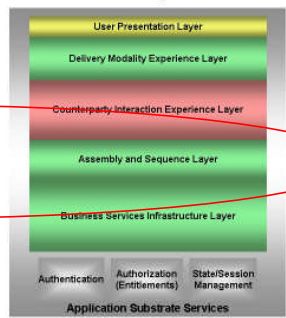 User Presentation Layer
Delivery Modality Experience Layer
Counterparty Interaction Experience Layer
Assembly and Sequence Layer
Business Services Infrastructure Layer
Authentication
Authorization
(Entitlements)
State/Session
Management
Application Substrate Services